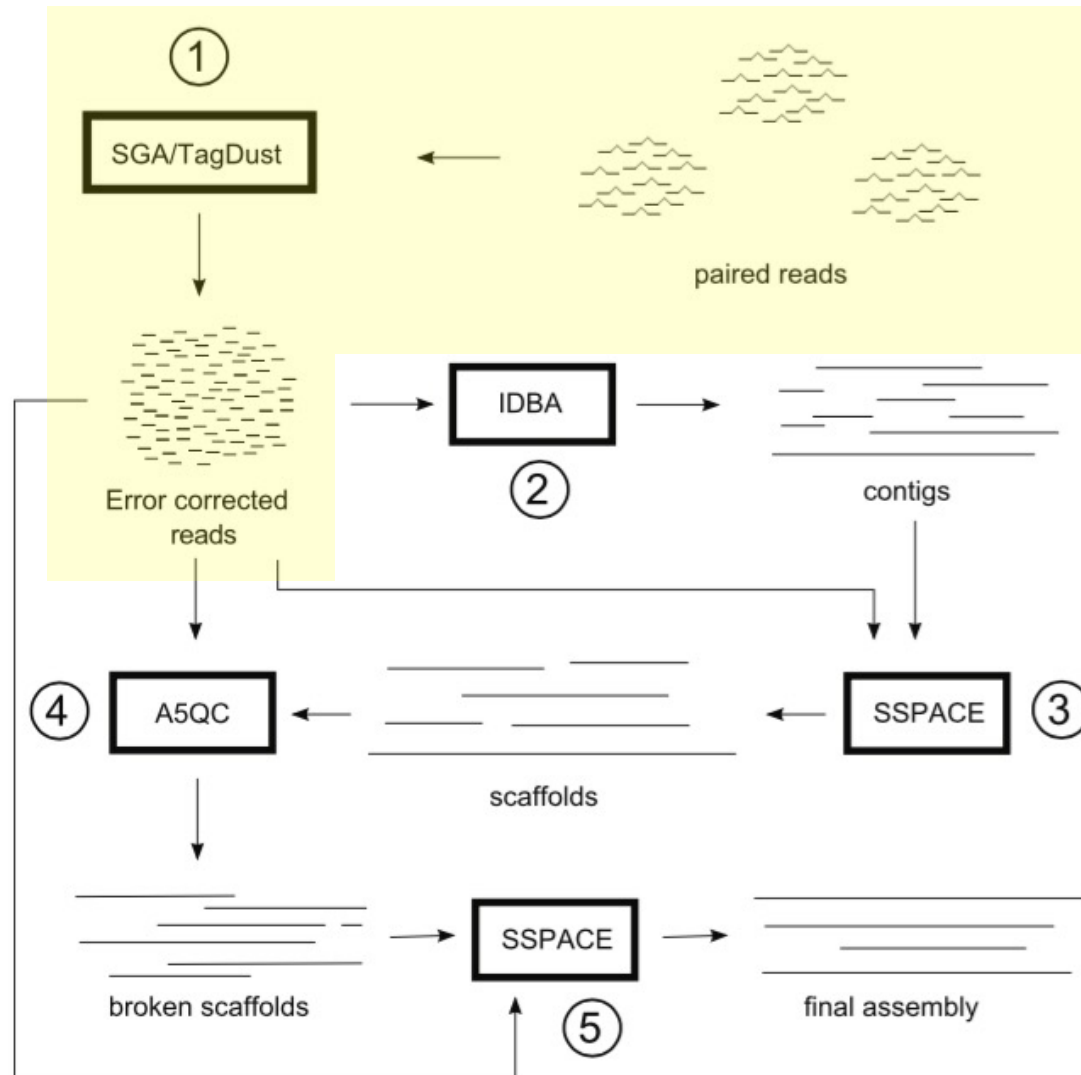 1
SGA/TagDust
paired reads
Error corrected
reads
IDBA
2
contigs
4
A5QC
scaffolds
SSPACE
3
broken scaffolds
SSPACE
5
final assembly